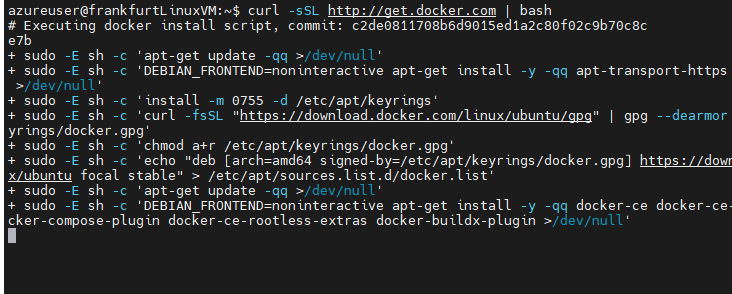 azureuser@frankfurtLinuxVM:~$ curl -sSL http://get.docker.com | bash
# Executing docker install script, commit: c2de0811708b6d9015ed1a2c80f02c9b70c8c
e7b
+ sudo -E sh -c 'apt-get update -qq >/dev/null'
+ sudo -E sh -c 'DEBIAN_FRONTEND=noninteractive apt-get install -y -qq apt-transport-https
 >/dev/null'
+ sudo -E sh -c 'install -m 0755 -d /etc/apt/keyrings'
+ sudo -E sh -c 'curl -fsSL "https://download.docker.com/linux/ubuntu/gpg" | gpg --dearmor
yrings/docker.gpg'
+ sudo -E sh -c 'chmod a+r /etc/apt/keyrings/docker.gpg'
+ sudo -E sh -c 'echo "deb [arch=amd64 signed-by=/etc/apt/keyrings/docker.gpg] https://dow
x/ubuntu focal stable" > /etc/apt/sources.list.d/docker.list'
+ sudo -E sh -c 'apt-get update -qq >/dev/null'
+ sudo -E sh -c 'DEBIAN_FRONTEND=noninteractive apt-get install -y -qq docker-ce docker-ce-
cker-compose-plugin docker-ce-rootless-extras docker-buildx-plugin >/dev/null'